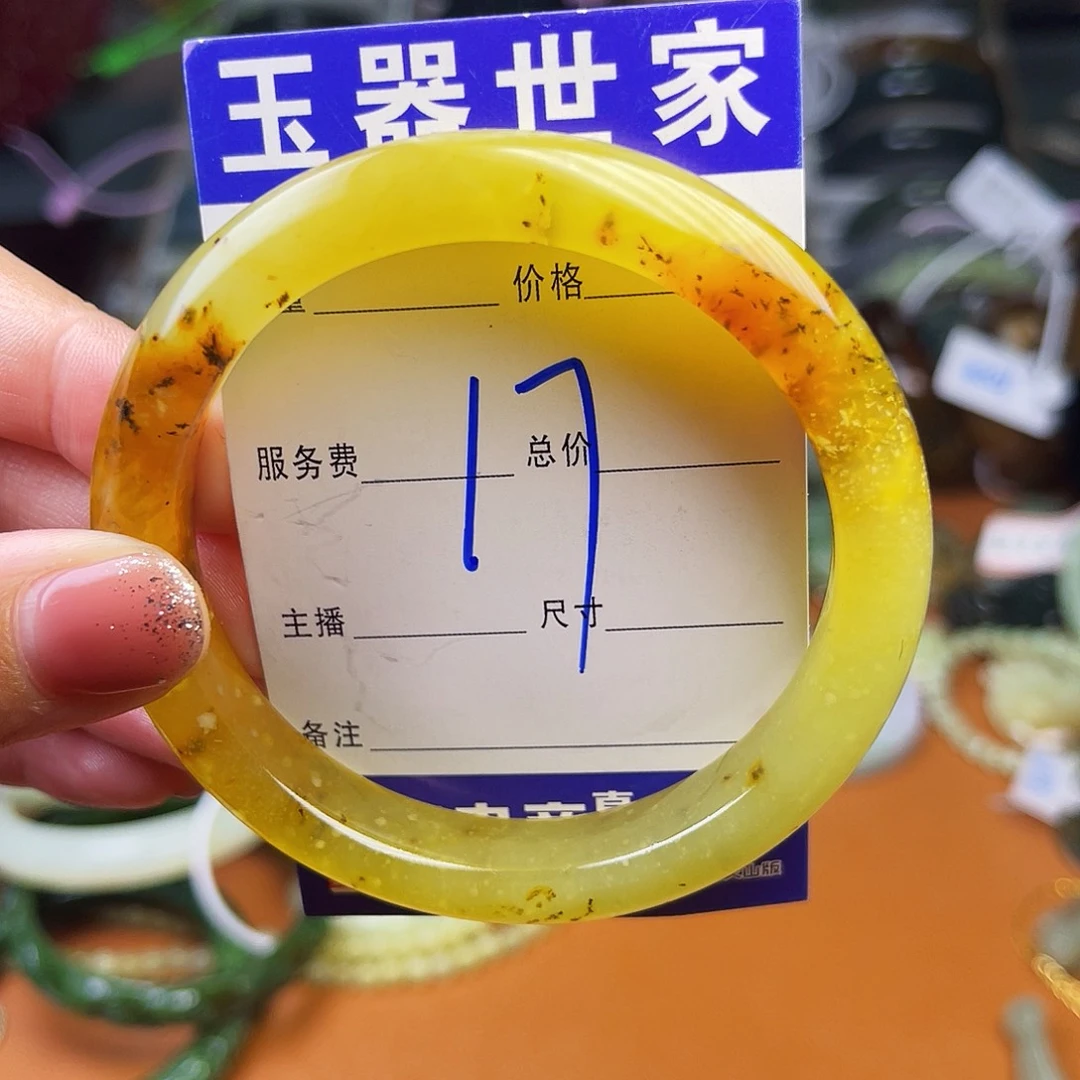 玉器世家
价格
服务费 总价
17
主播 尺寸
备注